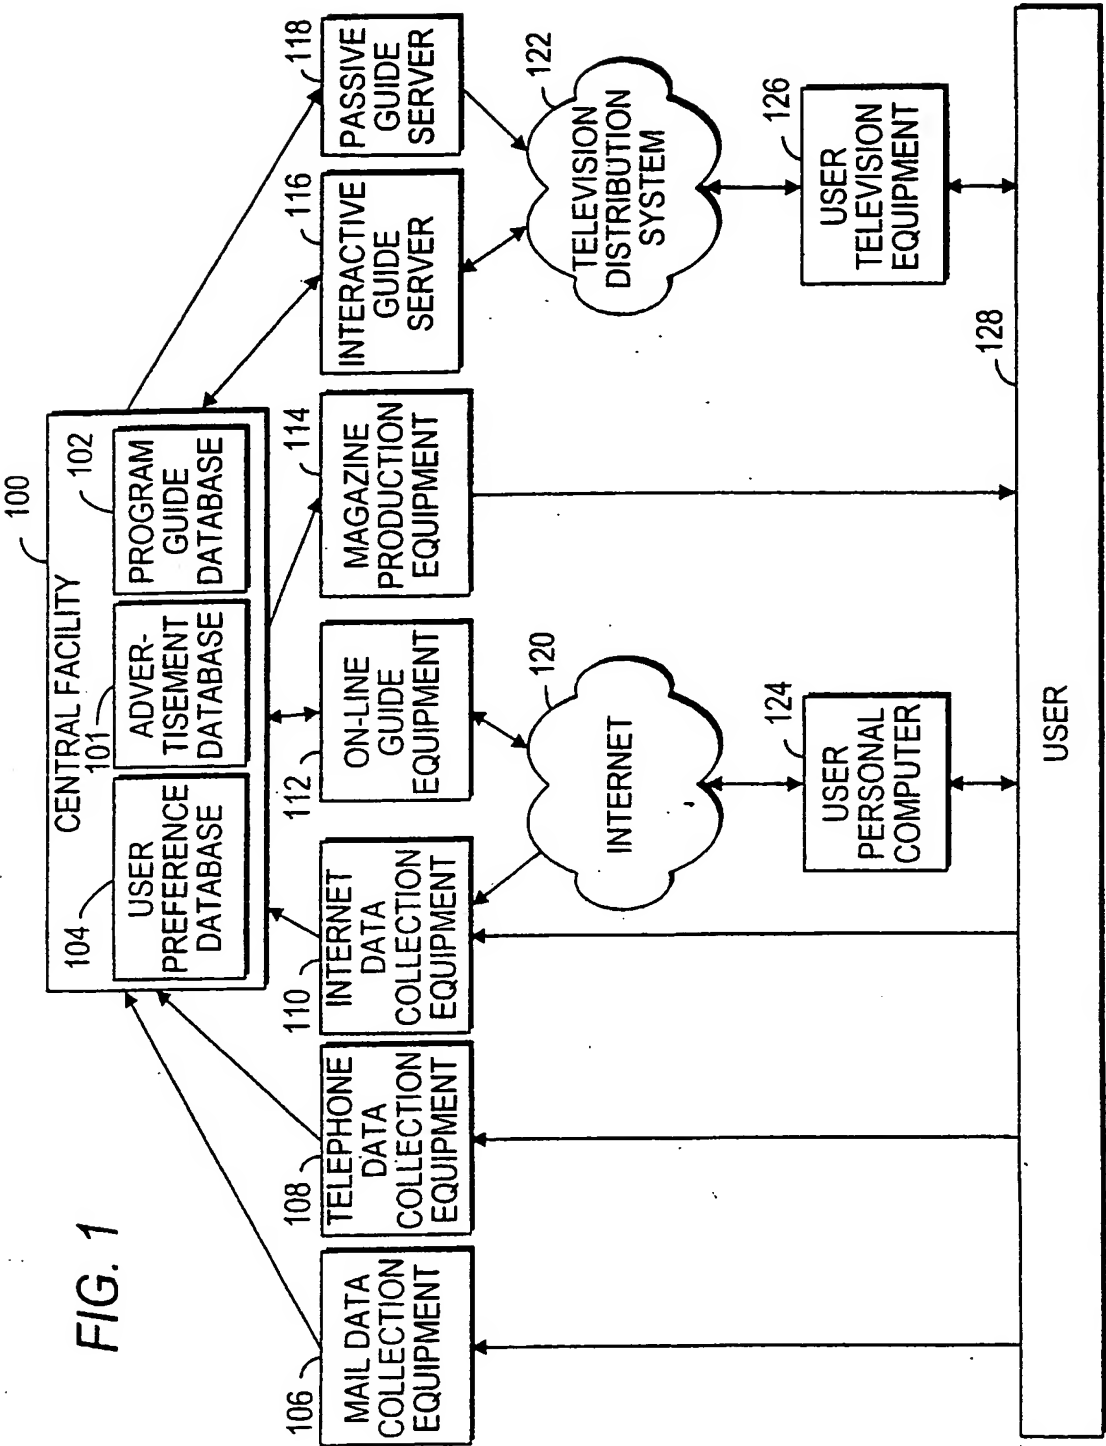 FIG. 1
100
CENTRAL FACILITY
104
USER
PREFERENCE
DATABASE
101
ADVER-
TISEMENT
DATABASE
102
PROGRAM
GUIDE
DATABASE
106
MAIL DATA
COLLECTION
EQUIPMENT
108
TELEPHONE
DATA
COLLECTION
EQUIPMENT
110
INTERNET
DATA
COLLECTION
EQUIPMENT
112
ON-LINE
GUIDE
EQUIPMENT
114
MAGAZINE
PRODUCTION
EQUIPMENT
116
INTERACTIVE
GUIDE
SERVER
118
PASSIVE
GUIDE
SERVER
120
INTERNET
122
TELEVISION
DISTRIBUTION
SYSTEM
124
USER
PERSONAL
COMPUTER
126
USER
TELEVISION
EQUIPMENT
128
USER